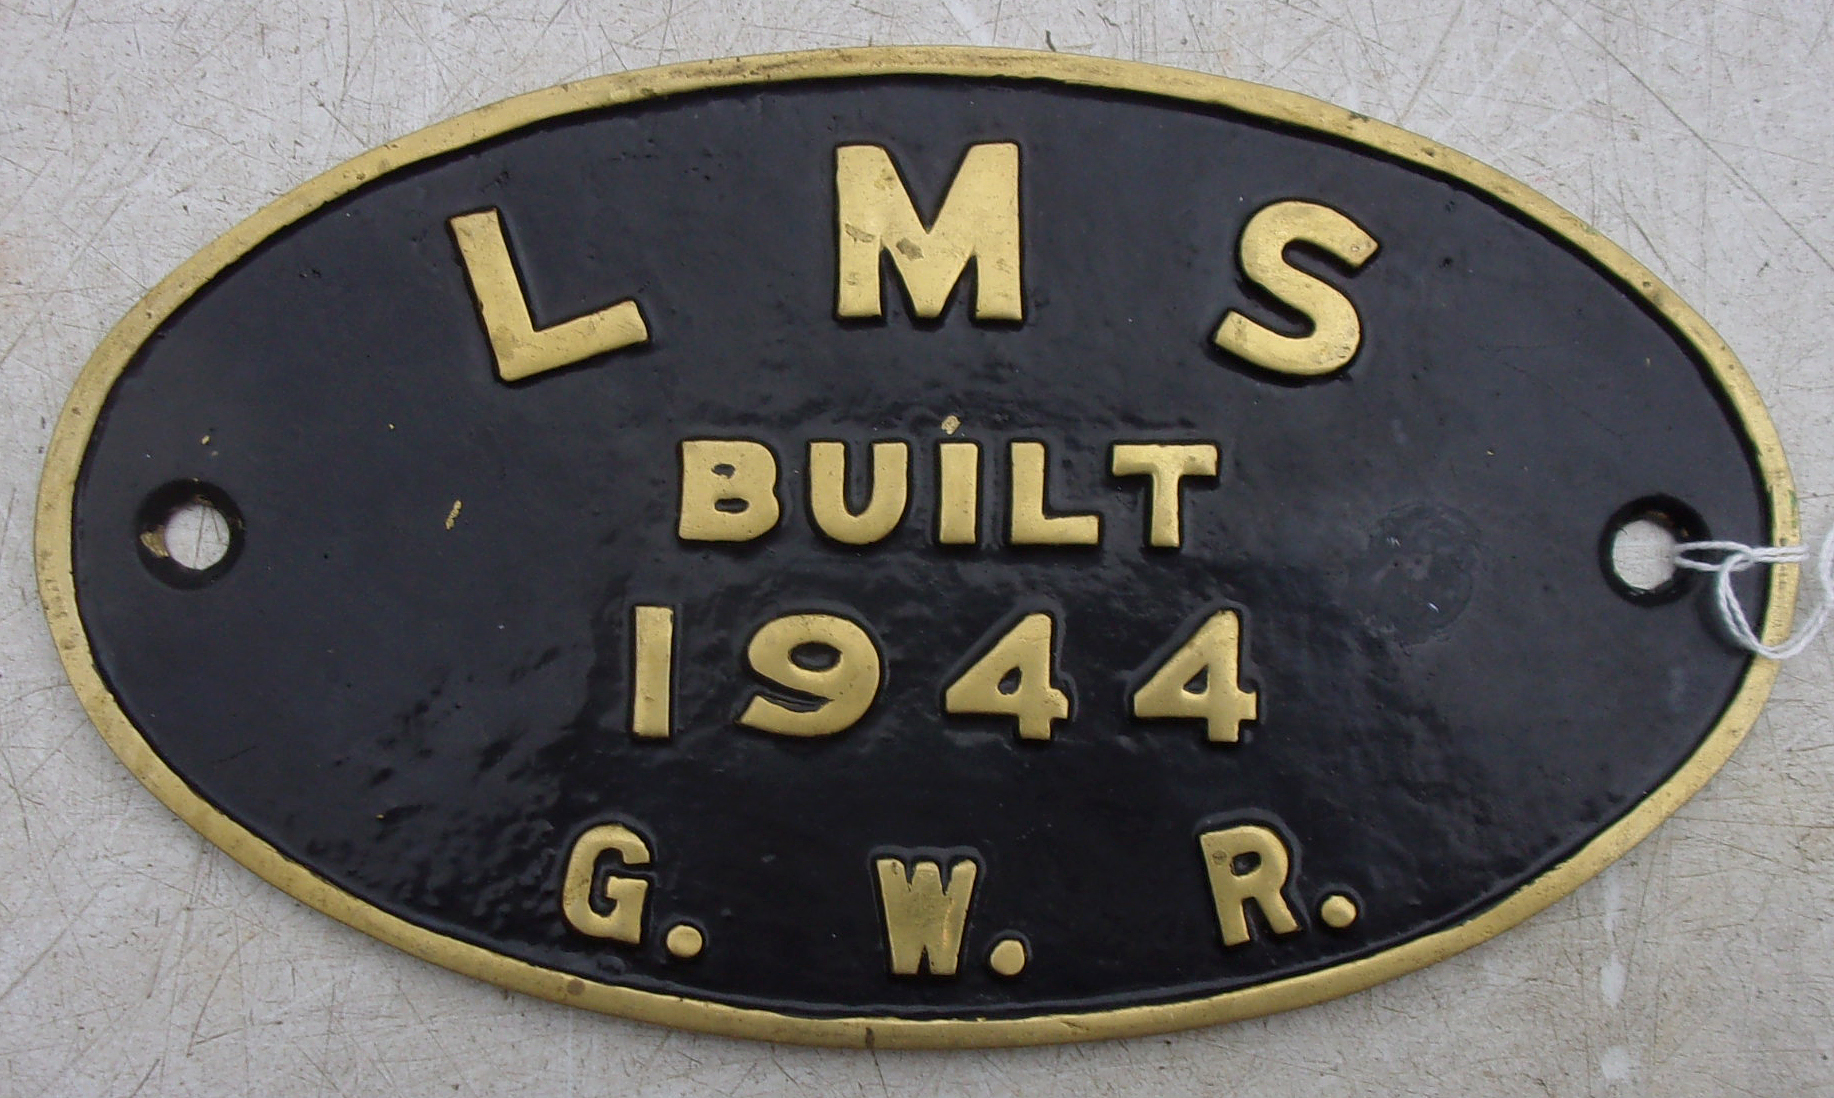 L M S
BUILT
1944
G. W. R.